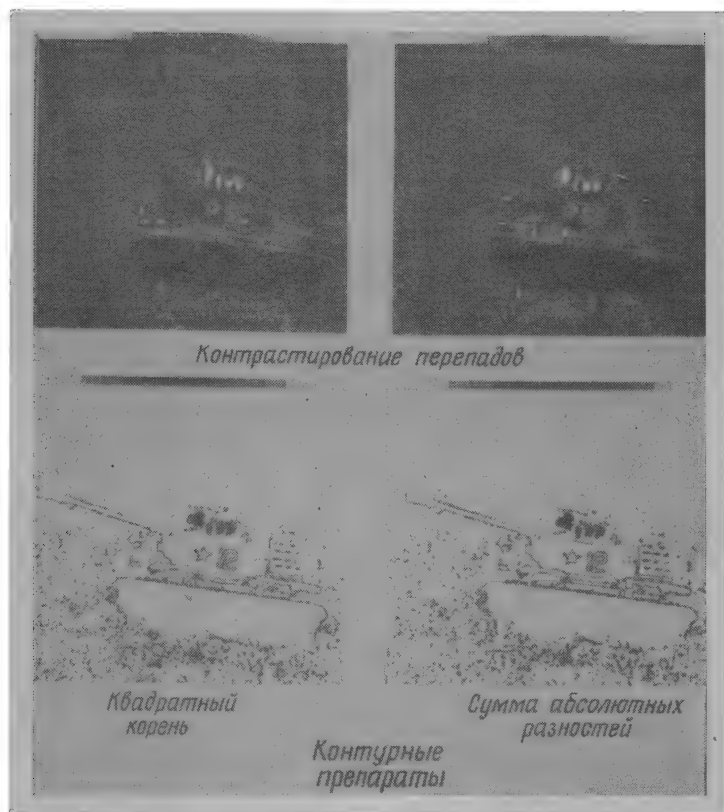 Контрастирование перепадов
Квадратный
корень
Сумма абсолютных
разностей
Контурные
препараты